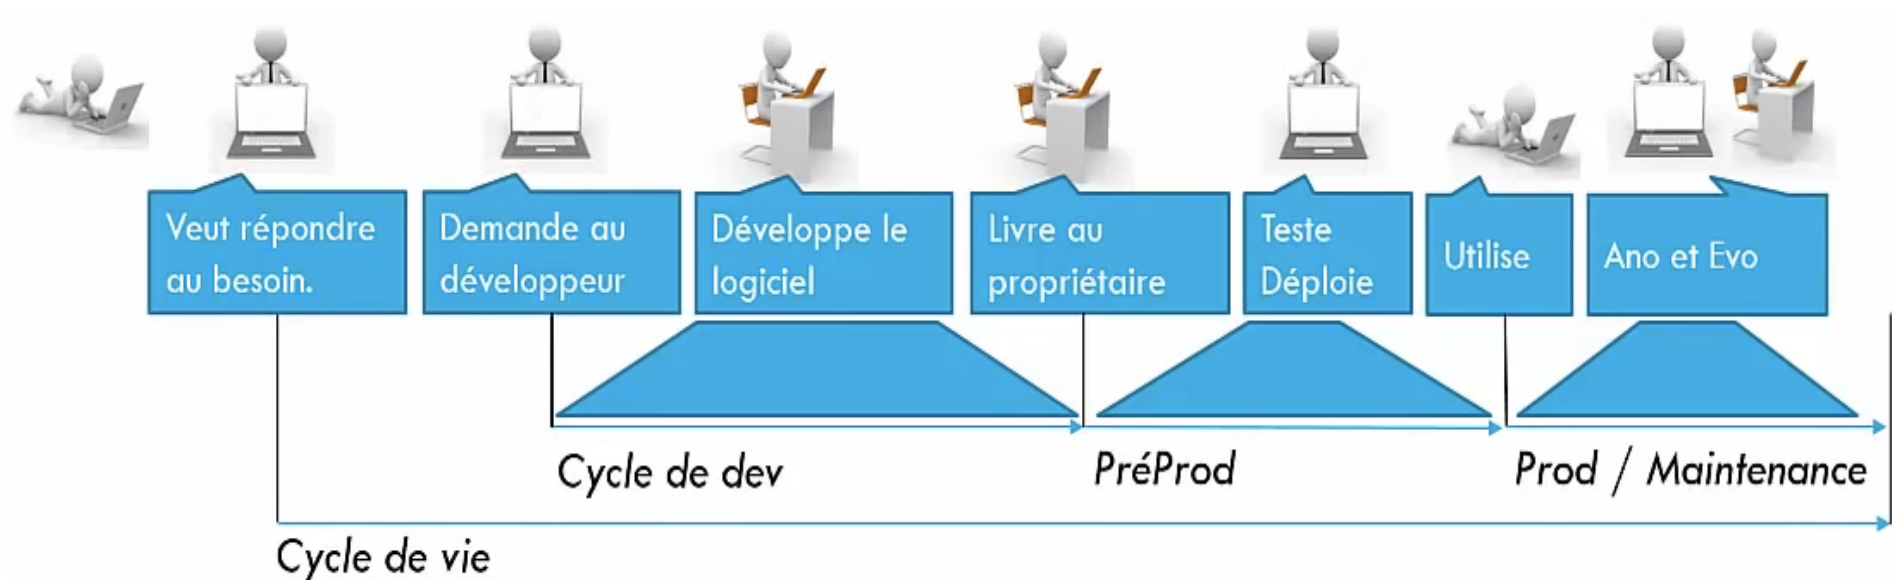 Veut répondre
au besoin.
Demande au
développeur
Développe le
logiciel
Livre au
propriétaire
Teste
Déploie
Utilise
Ano et Evo
Cycle de dev
PréProd
Prod / Maintenance
Cycle de vie